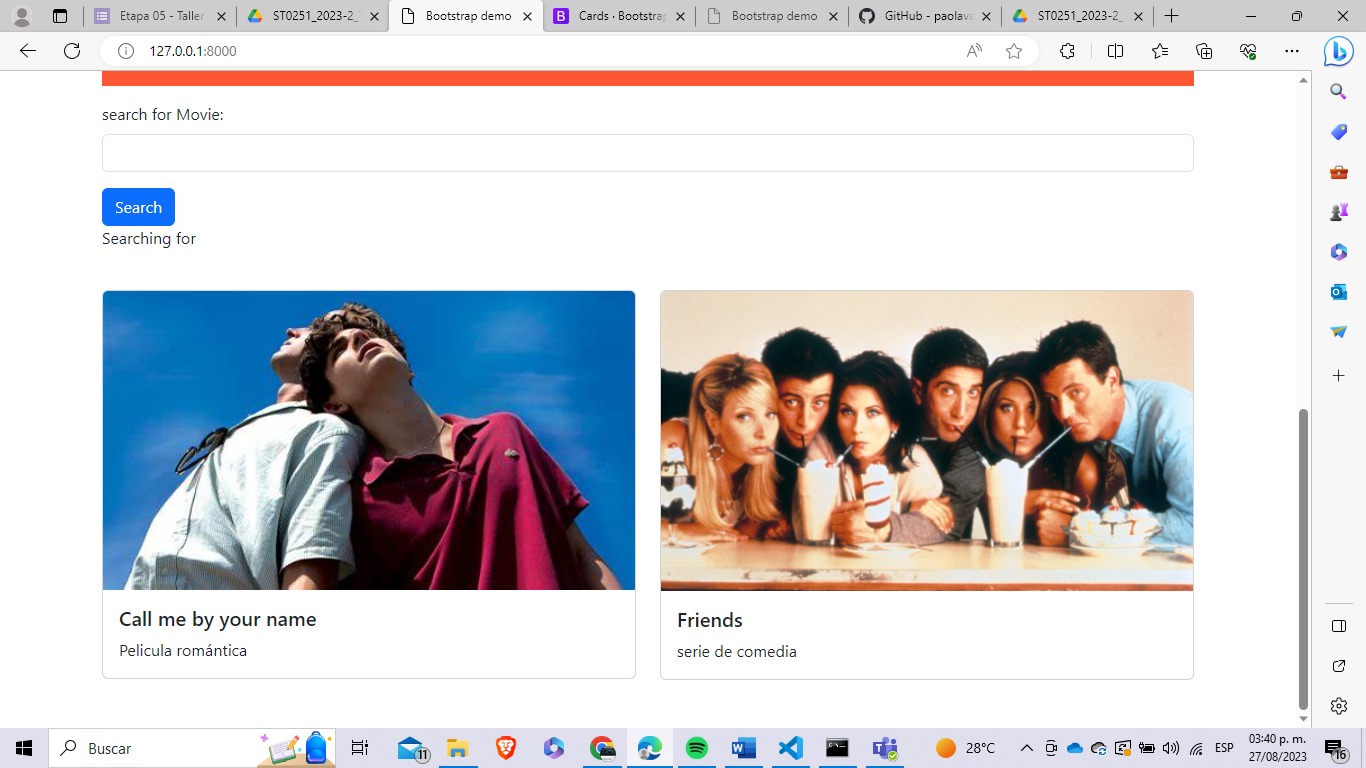 Etapa 05 - Taller
ST0251_2023-2_
Bootstrap demo
Cards · Bootstrap
Bootstrap demo
GitHub - paolava
ST0251_2023-2_
127.0.0.1:8000
search for Movie:
Search
Searching for
Call me by your name
Pelicula romántica
Friends
serie de comedia
Buscar
11
28°C
ESP
03:40 p. m.
27/08/2023
16